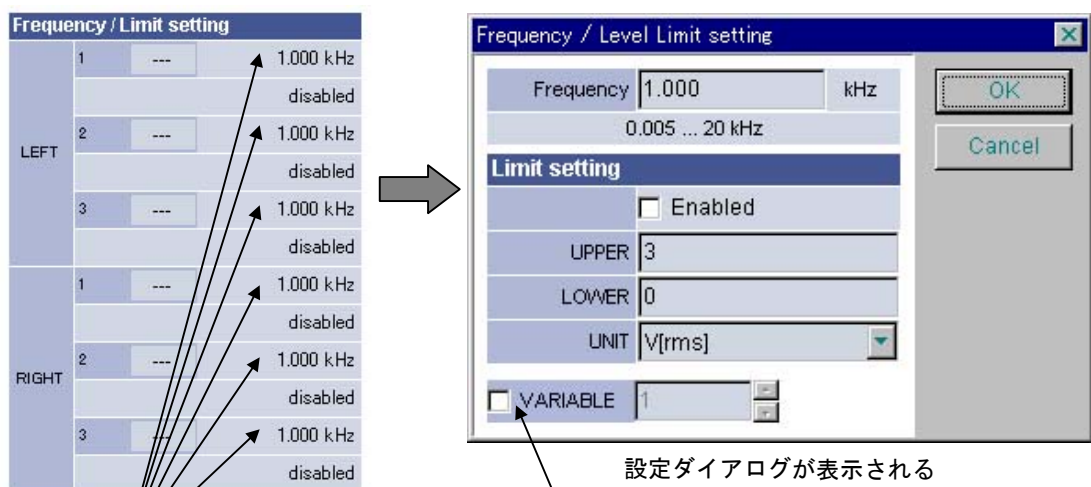 Frequency / Limit setting
LEFT
1 --- 1.000 kHz
disabled
2 --- 1.000 kHz
disabled
3 --- 1.000 kHz
disabled
RIGHT
1 --- 1.000 kHz
disabled
2 --- 1.000 kHz
disabled
3 --- 1.000 kHz
disabled
Frequency / Level Limit setting
Frequency 1.000 kHz
0.005 ... 20 kHz
Limit setting
Enabled
UPPER 3
LOWER 0
UNIT V[rms]
VARIABLE 1
OK
Cancel
設定ダイアログが表示される